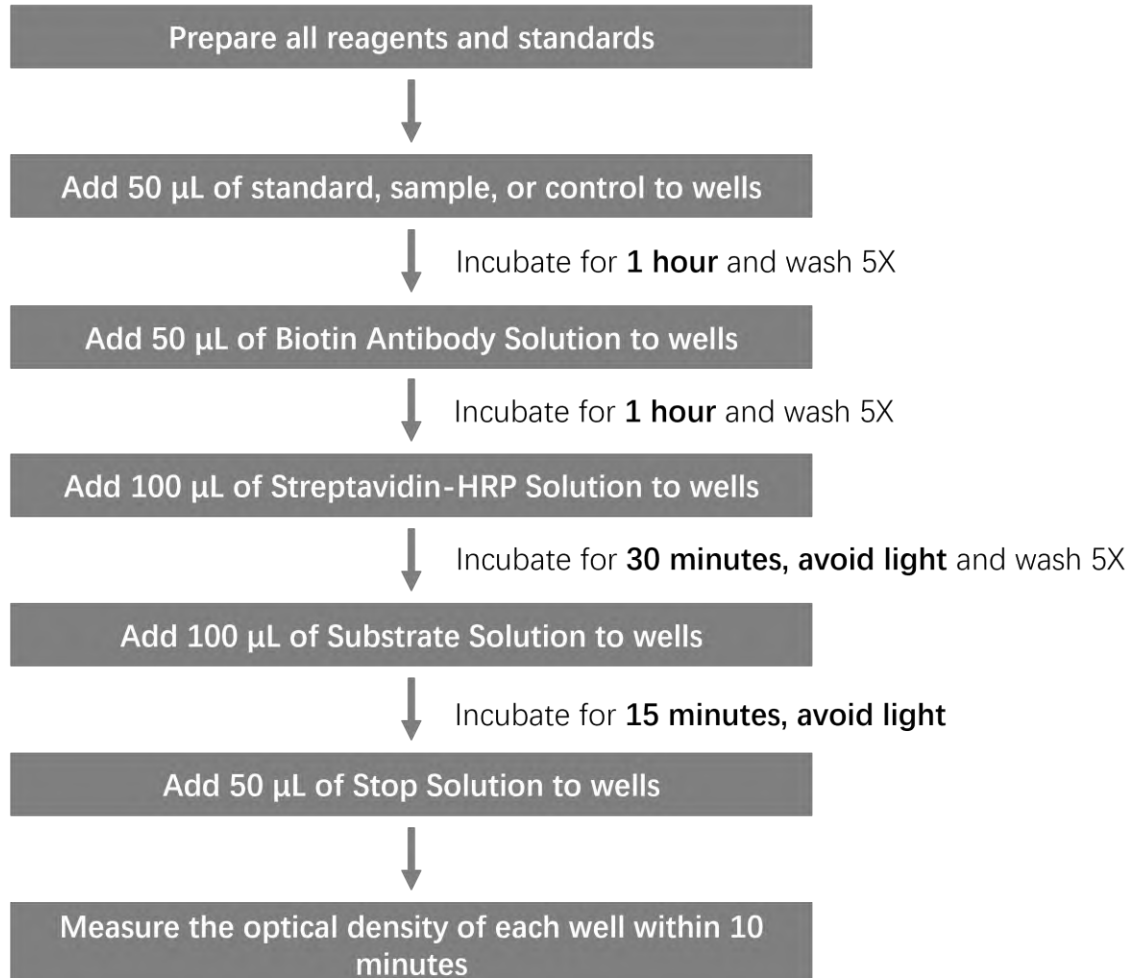 Prepare all reagents and standards
Add 50 µL of standard, sample, or control to wells
Incubate for 1 hour and wash 5X
Add 50 µL of Biotin Antibody Solution to wells
Incubate for 1 hour and wash 5X
Add 100 µL of Streptavidin-HRP Solution to wells
Incubate for 30 minutes, avoid light and wash 5X
Add 100 µL of Substrate Solution to wells
Incubate for 15 minutes, avoid light
Add 50 µL of Stop Solution to wells
Measure the optical density of each well within 10
minutes